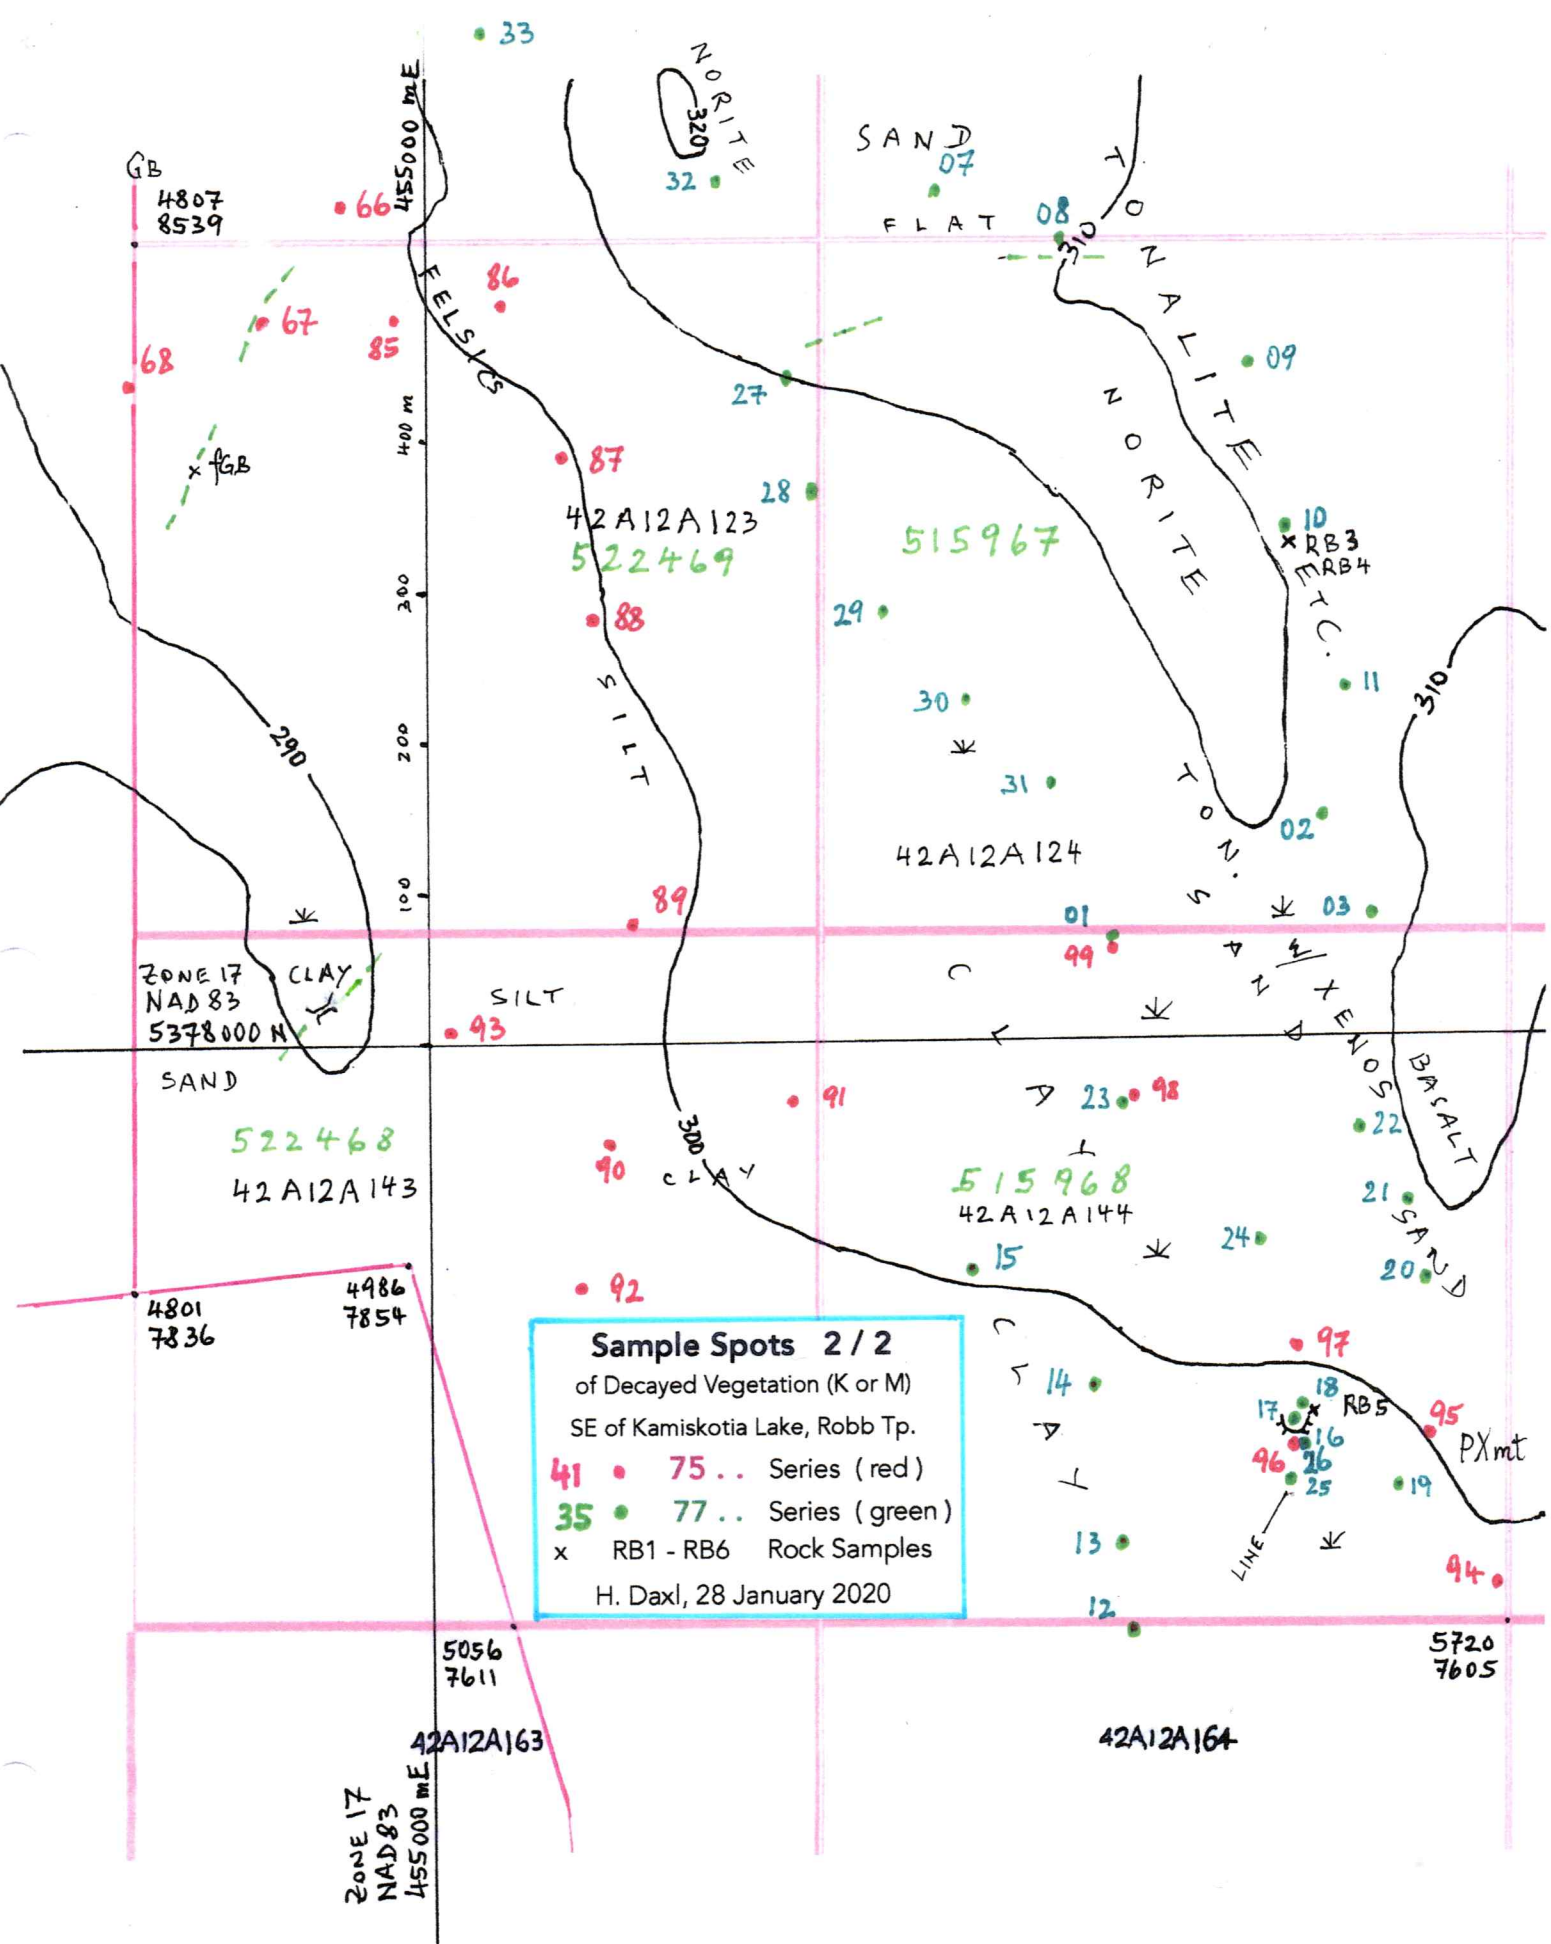 33
NORITE
320
455000 mE
SAND
07
GB
4807
8539
66
32
08
FLAT
310
TONALITE ETC.
FELSICS
86
67
85
68
27
09
400 m
NORITE
fGB
87
28
42A12A123
522469
515967
10
RB3
RB4
300
88
29
SILT
30
11
310
290
200
31
TON.
02
42A12A124
100
89
01
03
99
SAND
W/XENOS
ZONE 17
NAD 83
5378000 N
CLAY
SILT
93
CLAY
SAND
91
23
98
BASALT
22
522468
42A12A143
300
90
CLAY
515968
42A12A144
21
SAND
24
15
20
4801
7836
4986
7854
92
CLAY
97
Sample Spots 2 / 2
of Decayed Vegetation (K or M)
SE of Kamiskotia Lake, Robb Tp.
41 75 . . Series ( red )
35 77 . . Series ( green )
x RB1 - RB6 Rock Samples
H. Daxl, 28 January 2020
14
18
17
RB5
95
16
PXmt
96
26
25
19
LINE
13
94
12
5056
7611
5720
7605
42A12A163
42A12A164
ZONE 17
NAD83
455000 mE